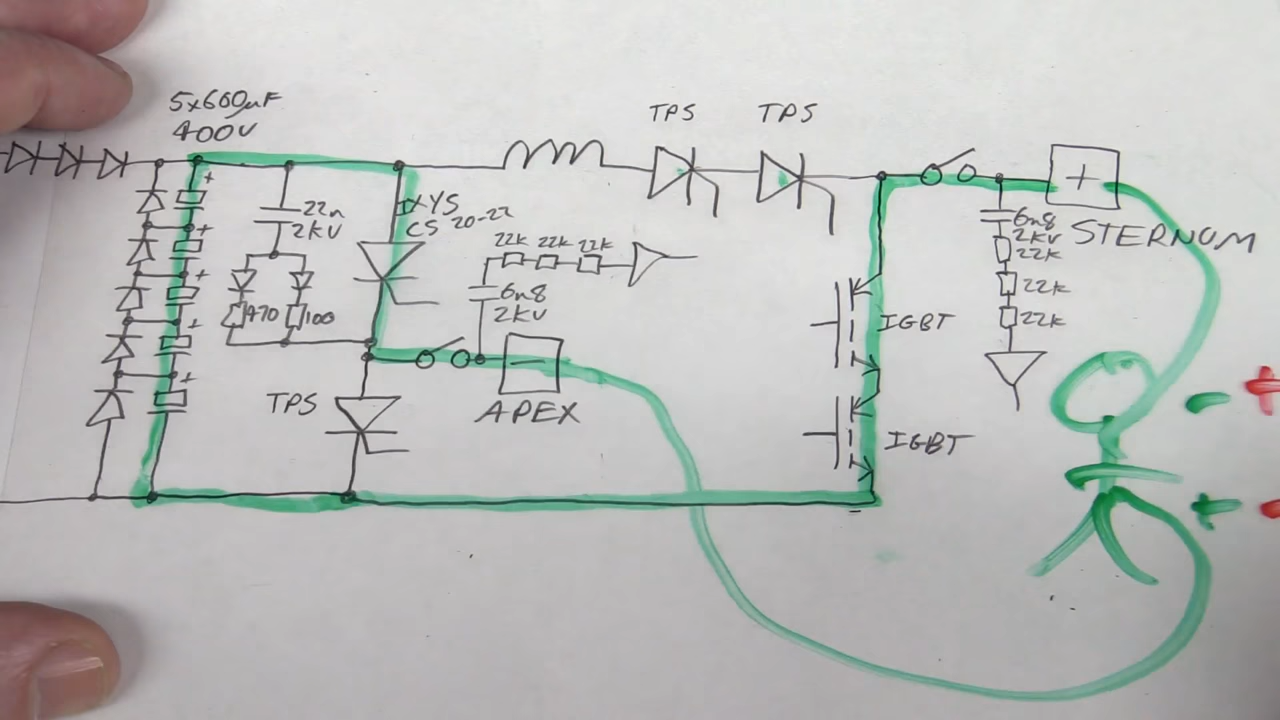 5x660µF
400V
TPS
TPS
+
+
+
+
+
22n
2KV
IXYS
CS 20-22
22k
22k
22k
6n8
2KV
470
100
+
STERNUM
6n8
2KV
22k
22k
22k
IGBT
-
APEX
TPS
IGBT
-
+
+
-